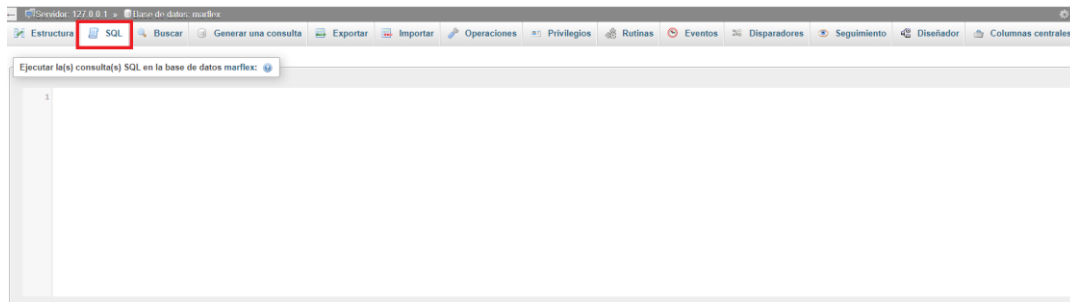 Servidor: 127.0.0.1 » Base de datos: marflex
Estructura SQL Buscar Generar una consulta Exportar Importar Operaciones Privilegios Rutinas Eventos Disparadores Seguimiento Diseñador Columnas centrales
Ejecutar la(s) consulta(s) SQL en la base de datos marflex:
1